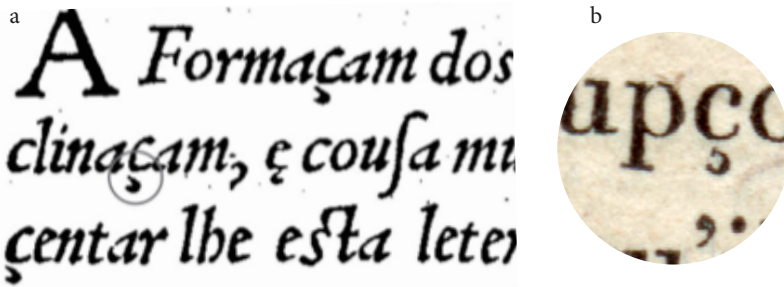 a
A Formaçam dos
clinaçam, ę couſa mu
çentar lhe eſta leter
b
upço